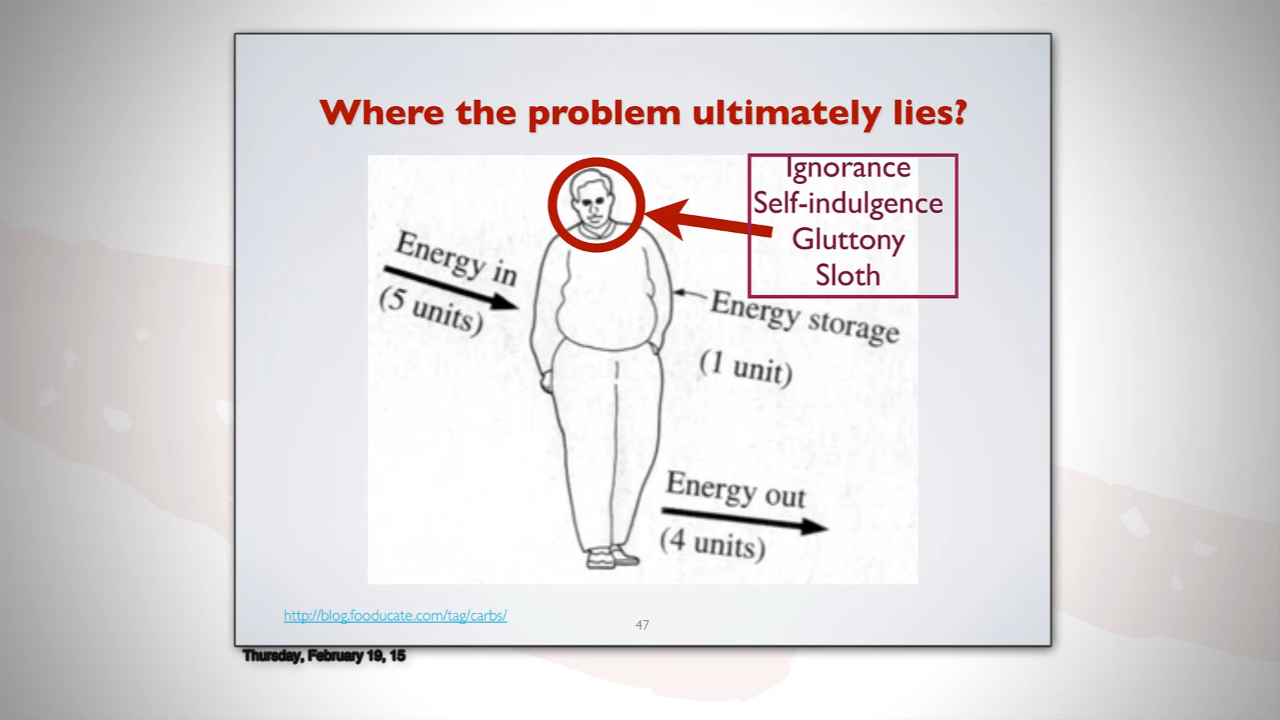 Where the problem ultimately lies?
Ignorance
Self-indulgence
Gluttony
Sloth
Energy in
(5 units)
Energy storage
(1 unit)
Energy out
(4 units)
http://blog.fooducate.com/tag/carbs/
47
Thursday, February 19, 15